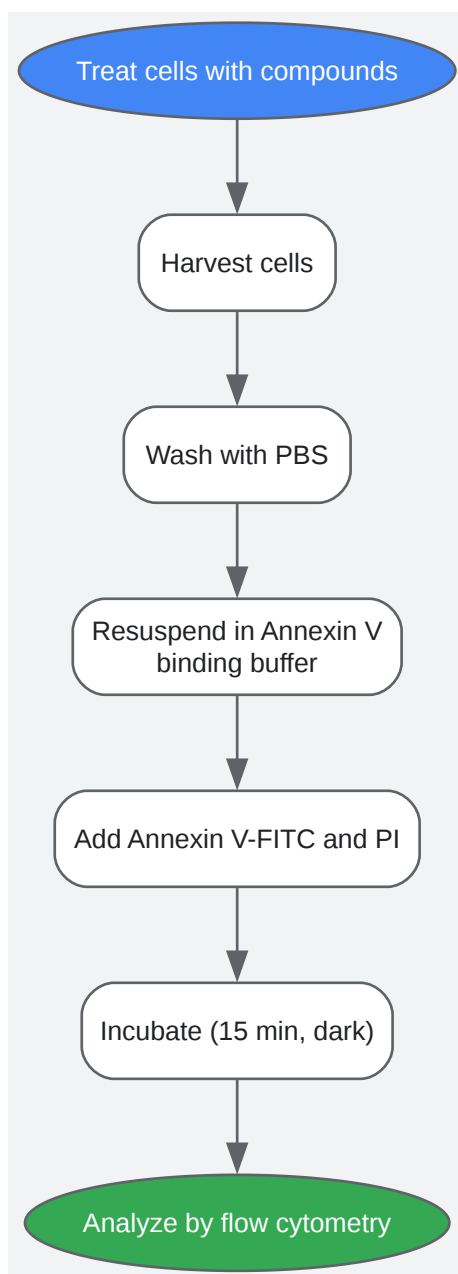 Treat cells with compounds
Harvest cells
Wash with PBS
Resuspend in Annexin V
binding buffer
Add Annexin V-FITC and PI
Incubate (15 min, dark)
Analyze by flow cytometry